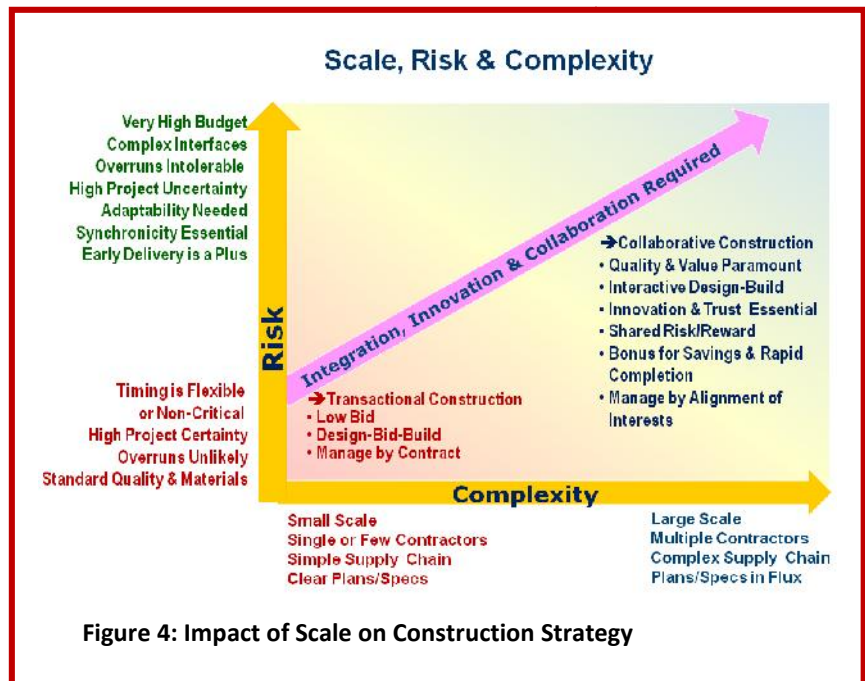 Scale, Risk & Complexity
Very High Budget
Complex Interfaces
Overruns Intolerable
High Project Uncertainty
Adaptability Needed
Synchronicity Essential
Early Delivery is a Plus
Risk
Integration, Innovation & Collaboration Required
➔Collaborative Construction
• Quality & Value Paramount
• Interactive Design-Build
• Innovation & Trust Essential
• Shared Risk/Reward
• Bonus for Savings & Rapid
Completion
• Manage by Alignment of
Interests
Timing is Flexible
or Non-Critical
High Project Certainty
Overruns Unlikely
Standard Quality & Materials
➔Transactional Construction
• Low Bid
• Design-Bid-Build
• Manage by Contract
Complexity
Small Scale
Single or Few Contractors
Simple Supply Chain
Clear Plans/Specs
Large Scale
Multiple Contractors
Complex Supply Chain
Plans/Specs in Flux
Figure 4: Impact of Scale on Construction Strategy